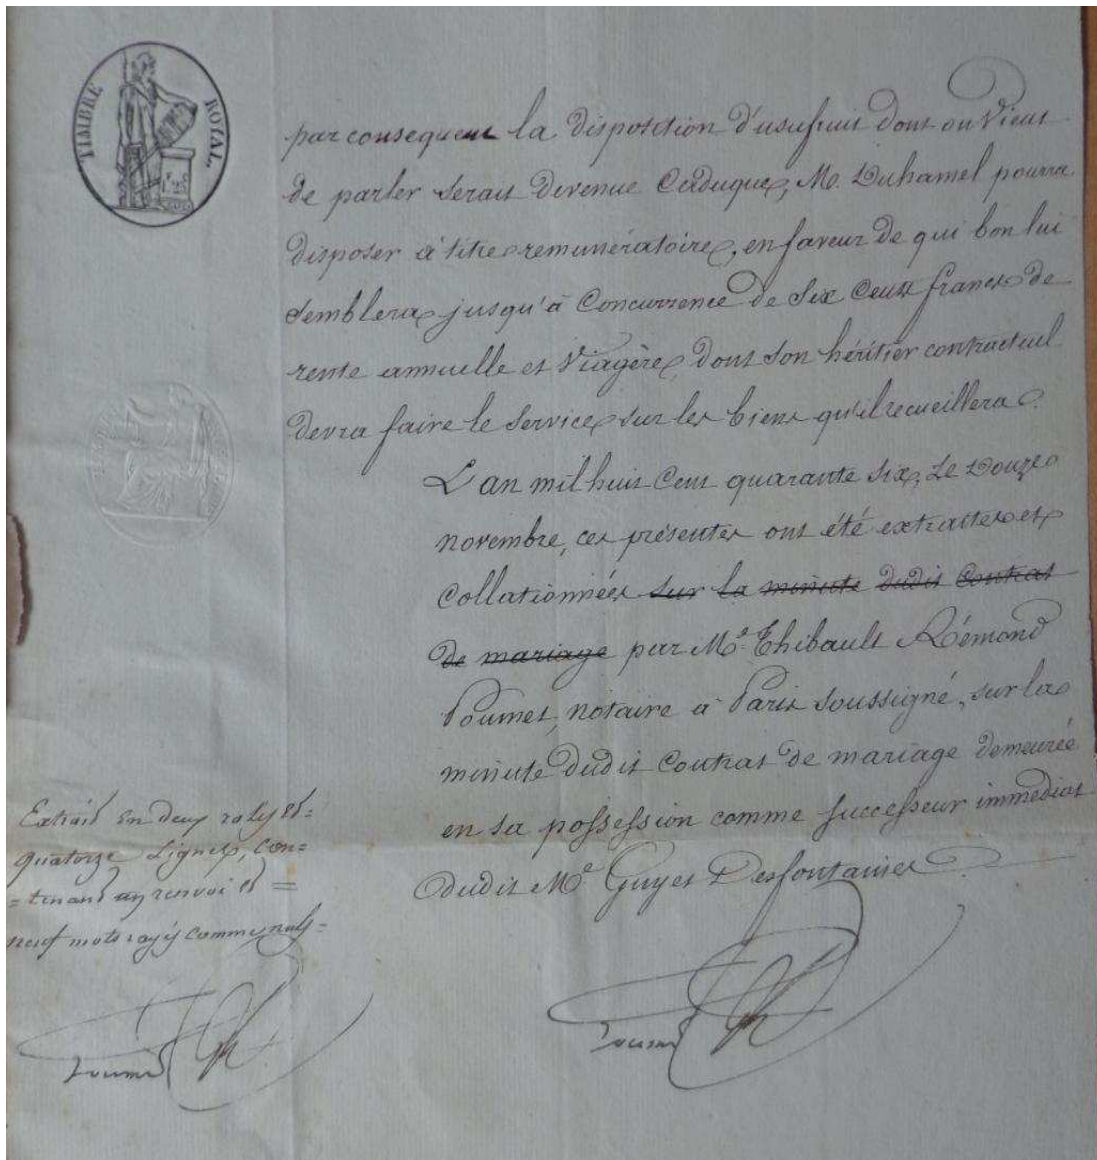 TIMBRE ROYAL.
par consequent la disposition d'usufruit dont on vient
de parler serait devenue caduque, M. Duhamel pourra
disposer à titre remunératoire, en faveur de qui bon lui
semblera jusqu'à concurrence de six cents francs de
rente annuelle et viagère, dont son héritier contractuel
devra faire le service sur les biens qu'il recueillera.
L'an mil huit cent quarante six, le Douze
novembre, ces présentes ont été extraites et
collationnées sur la minute dudit contrat
de mariage par Me. Thibault Rémond
Poumet, notaire à Paris soussigné, sur la
minute dudit contrat de mariage demeurée
en sa possession comme successeur immédiat
dudit Me Guyet Desfontaines.
Extrait en deux roles et
quatorze Lignes, con=
=tenant un renvoi et =
neuf mots rayés comme nuls=
Poumet
Poumet